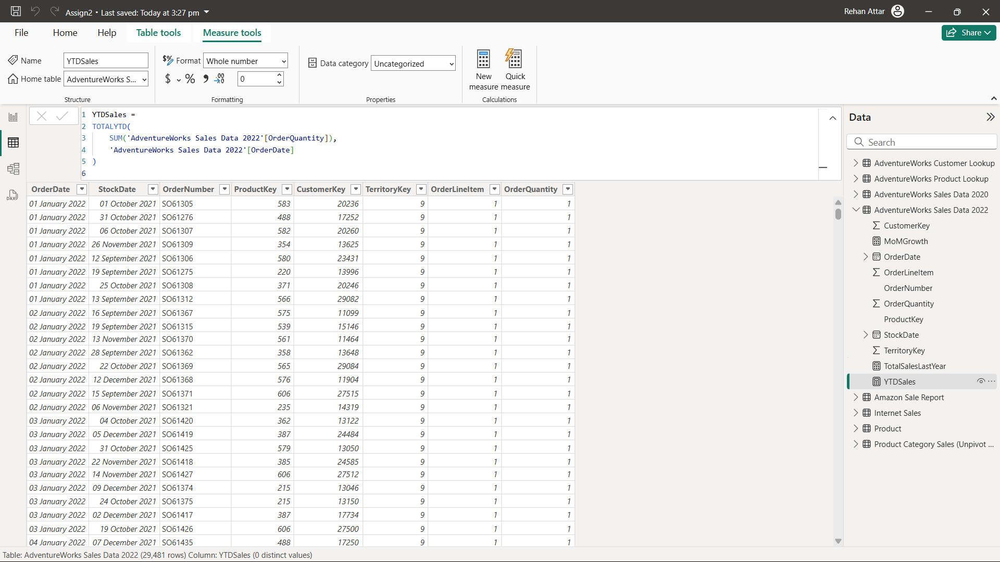 Assign2 • Last saved: Today at 3:27 pm
Rehan Attar
File Home Help Table tools Measure tools
Share
Name YTDSales
Home table AdventureWorks S...
Structure
$% Format Whole number
$ % , .00 0
Formatting
Data category Uncategorized
Properties
New measure
Quick measure
Calculations
1 YTDSales =
2 TOTALYTD(
3 SUM('AdventureWorks Sales Data 2022'[OrderQuantity]),
4 'AdventureWorks Sales Data 2022'[OrderDate]
5 )
6
DAX
OrderDate StockDate OrderNumber ProductKey CustomerKey TerritoryKey OrderLineItem OrderQuantity
01 January 2022 01 October 2021 SO61305 583 20236 9 1 1
01 January 2022 31 October 2021 SO61276 488 17252 9 1 1
01 January 2022 06 October 2021 SO61307 582 20260 9 1 1
01 January 2022 26 November 2021 SO61309 354 13625 9 1 1
01 January 2022 12 September 2021 SO61306 580 23431 9 1 1
01 January 2022 19 September 2021 SO61275 220 13996 9 1 1
01 January 2022 25 October 2021 SO61308 371 20246 9 1 1
01 January 2022 13 September 2021 SO61312 566 29082 9 1 1
02 January 2022 16 September 2021 SO61367 575 11099 9 1 1
02 January 2022 19 September 2021 SO61315 539 15146 9 1 1
02 January 2022 13 November 2021 SO61370 561 11464 9 1 1
02 January 2022 28 September 2021 SO61362 358 13648 9 1 1
02 January 2022 22 October 2021 SO61369 565 29084 9 1 1
02 January 2022 12 December 2021 SO61368 576 11904 9 1 1
02 January 2022 15 September 2021 SO61371 606 27515 9 1 1
02 January 2022 06 November 2021 SO61321 235 14319 9 1 1
03 January 2022 04 October 2021 SO61420 362 13122 9 1 1
03 January 2022 05 December 2021 SO61419 387 24484 9 1 1
03 January 2022 31 October 2021 SO61425 579 13050 9 1 1
03 January 2022 22 November 2021 SO61418 385 24585 9 1 1
03 January 2022 14 November 2021 SO61427 606 27512 9 1 1
03 January 2022 09 December 2021 SO61374 215 13046 9 1 1
03 January 2022 24 October 2021 SO61375 215 13150 9 1 1
03 January 2022 02 December 2021 SO61417 387 17734 9 1 1
03 January 2022 19 October 2021 SO61426 606 27500 9 1 1
04 January 2022 07 December 2021 SO61435 488 17250 9 1 1
Data
Search
AdventureWorks Customer Lookup
AdventureWorks Product Lookup
AdventureWorks Sales Data 2020
AdventureWorks Sales Data 2022
CustomerKey
MoMGrowth
OrderDate
OrderLineItem
OrderNumber
OrderQuantity
ProductKey
StockDate
TerritoryKey
TotalSalesLastYear
YTDSales
Amazon Sale Report
Internet Sales
Product
Product Category Sales (Unpivot ...
Table: AdventureWorks Sales Data 2022 (29,481 rows) Column: YTDSales (0 distinct values)